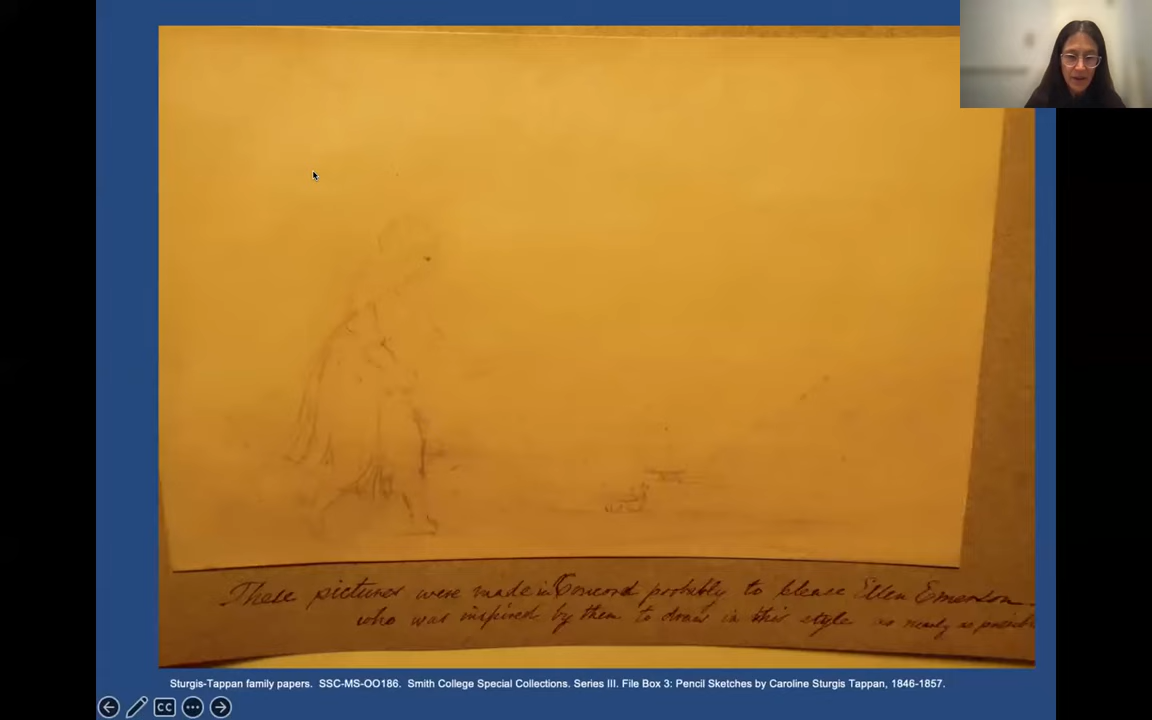 These pictures were made in Concord probably to please Ellen Emerson
who was inspired by them to draw in this style as nearly as possible
Sturgis-Tappan family papers. SSC-MS-OO186. Smith College Special Collections. Series III. File Box 3: Pencil Sketches by Caroline Sturgis Tappan, 1846-1857.
CC